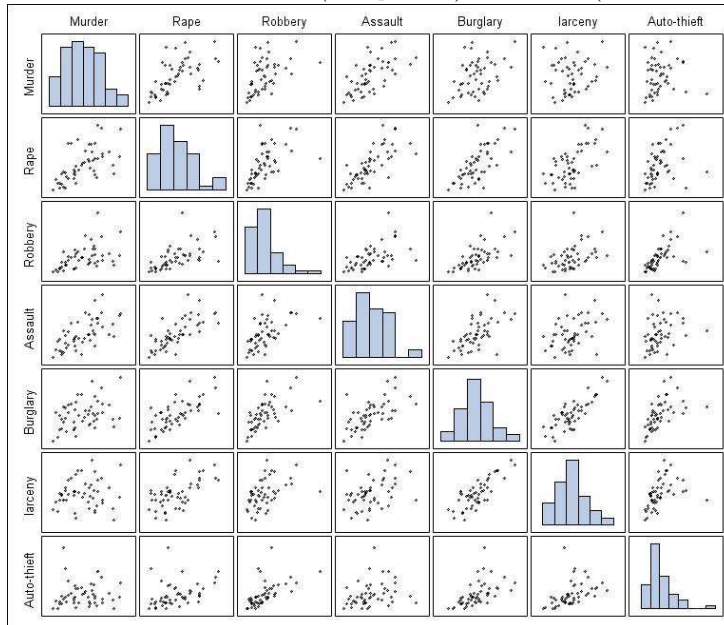 Murder Rape Robbery Assault Burglary larceny Auto-thieft
Murder
Rape
Robbery
Assault
Burglary
larceny
Auto-thieft